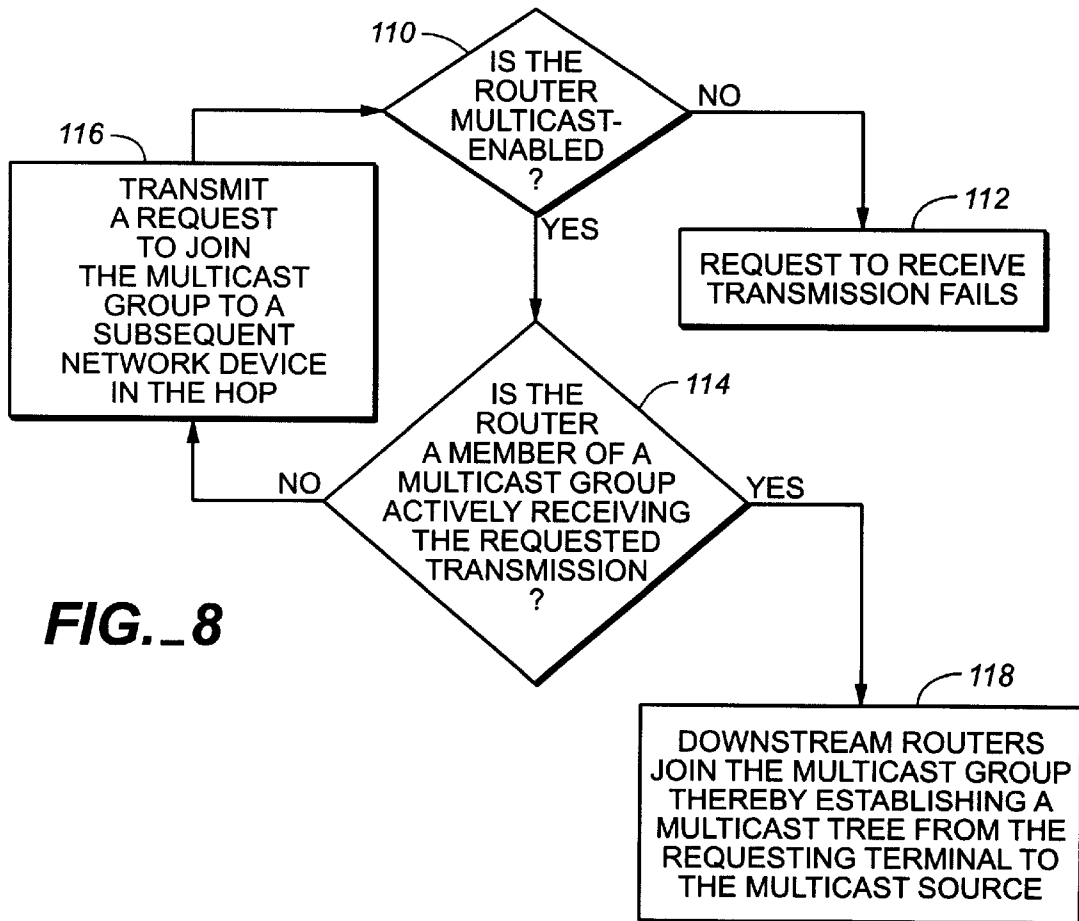 110
IS THE
ROUTER
MULTICAST-
ENABLED
?
NO
YES
116
TRANSMIT
A REQUEST
TO JOIN
THE MULTICAST
GROUP TO A
SUBSEQUENT
NETWORK DEVICE
IN THE HOP
112
REQUEST TO RECEIVE
TRANSMISSION FAILS
114
IS THE
ROUTER
A MEMBER OF A
MULTICAST GROUP
ACTIVELY RECEIVING
THE REQUESTED
TRANSMISSION
?
NO
YES
FIG._8
118
DOWNSTREAM ROUTERS
JOIN THE MULTICAST GROUP
THEREBY ESTABLISHING A
MULTICAST TREE FROM THE
REQUESTING TERMINAL TO
THE MULTICAST SOURCE